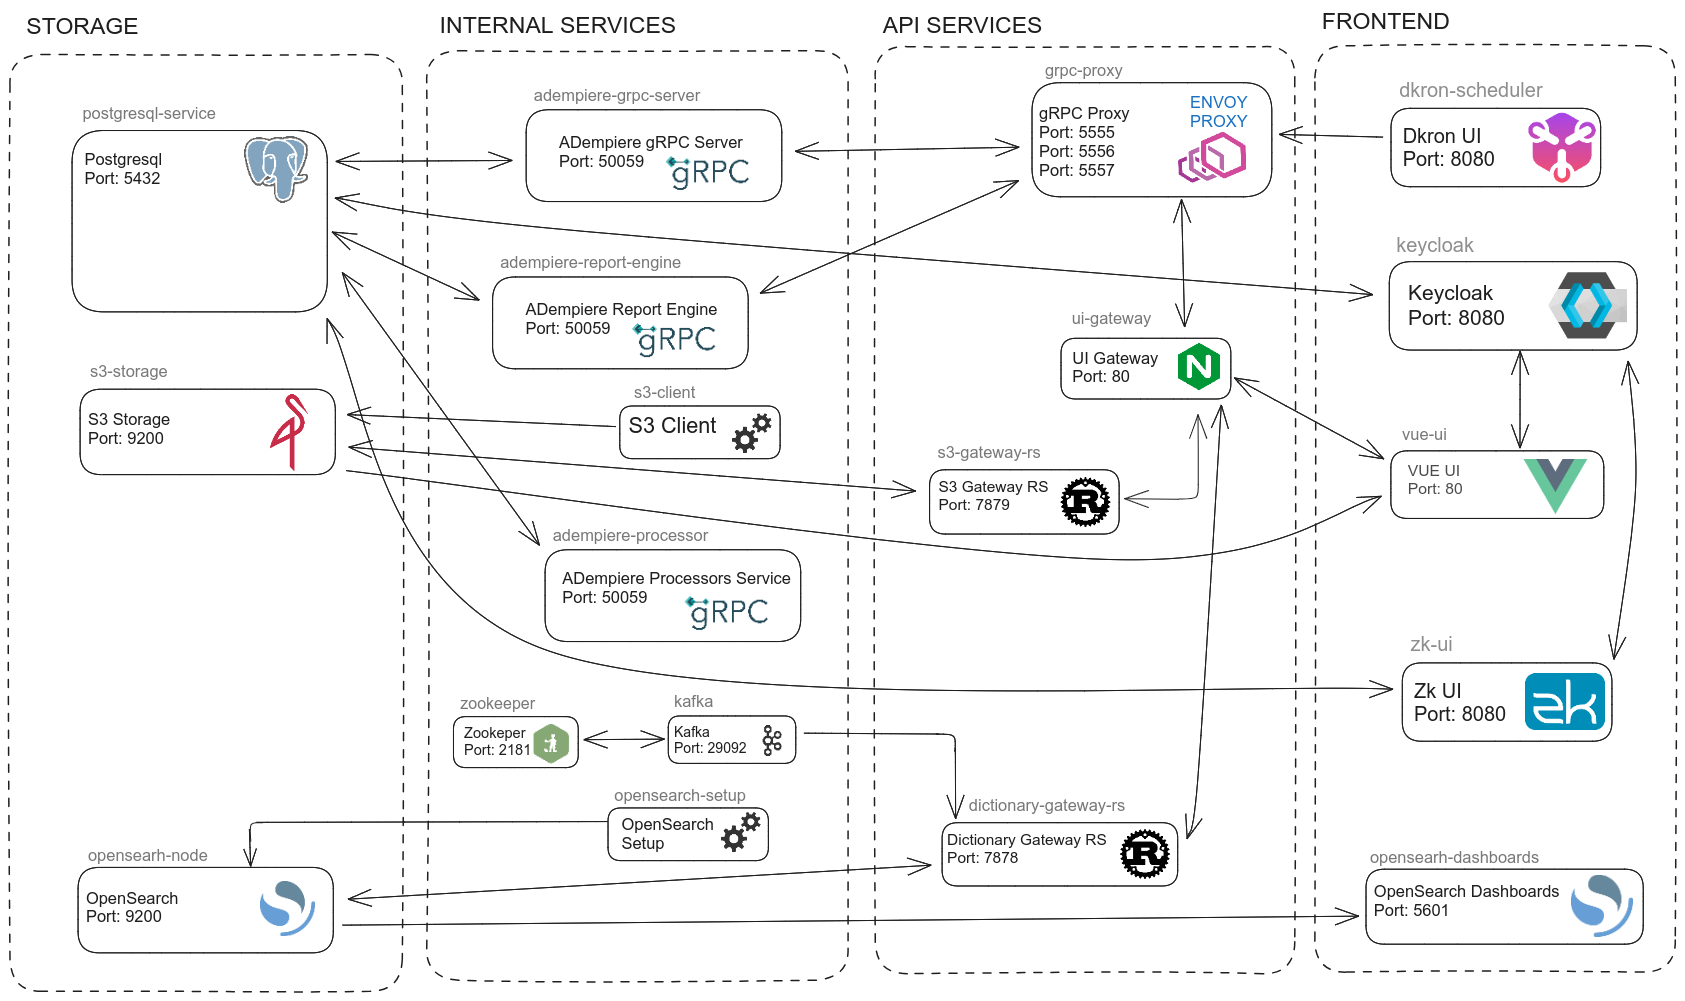 STORAGE
postgresql-service
Postgresql
Port: 5432
s3-storage
S3 Storage
Port: 9200
opensearh-node
OpenSearch
Port: 9200
INTERNAL SERVICES
adempiere-grpc-server
ADempiere gRPC Server
Port: 50059
gRPC
adempiere-report-engine
ADempiere Report Engine
Port: 50059
gRPC
s3-client
S3 Client
adempiere-processor
ADempiere Processors Service
Port: 50059
gRPC
zookeeper
Zookeper
Port: 2181
kafka
Kafka
Port: 29092
opensearch-setup
OpenSearch
Setup
API SERVICES
grpc-proxy
gRPC Proxy
Port: 5555
Port: 5556
Port: 5557
ENVOY
PROXY
ui-gateway
UI Gateway
Port: 80
N
s3-gateway-rs
S3 Gateway RS
Port: 7879
R
dictionary-gateway-rs
Dictionary Gateway RS
Port: 7878
R
FRONTEND
dkron-scheduler
Dkron UI
Port: 8080
keycloak
Keycloak
Port: 8080
vue-ui
VUE UI
Port: 80
zk-ui
Zk UI
Port: 8080
zk
opensearh-dashboards
OpenSearch Dashboards
Port: 5601